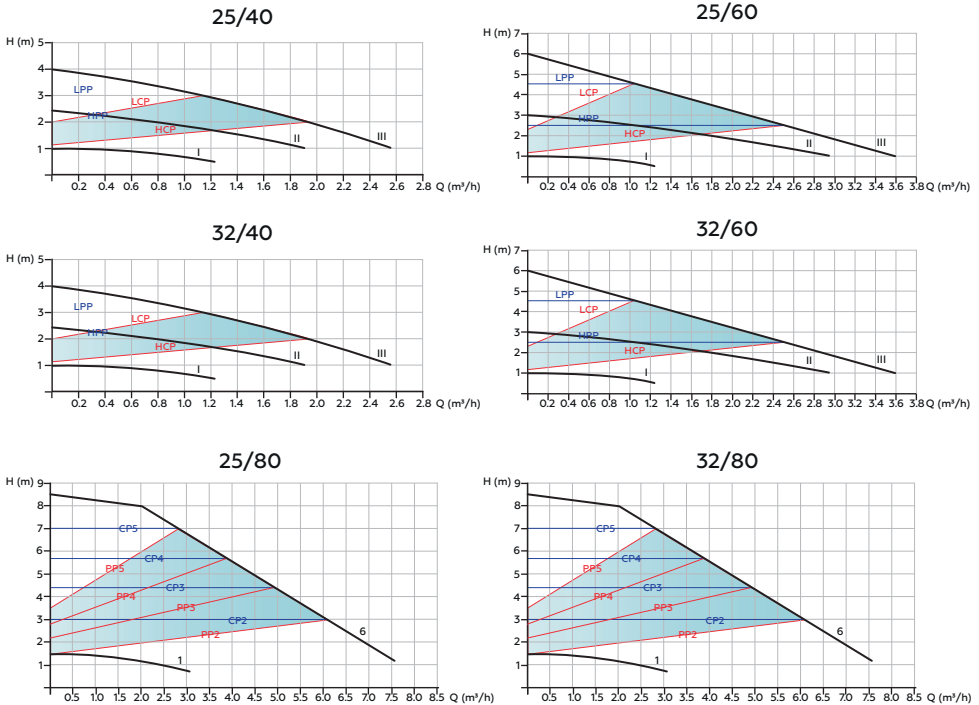 25/40
H (m)
5
4
3
2
1
LPP
LCP
HPP
HCP
I
II
III
0.2 0.4 0.6 0.8 1.0 1.2 1.4 1.6 1.8 2.0 2.2 2.4 2.6 2.8 Q (m³/h)
25/60
H (m)
7
6
5
4
3
2
1
LPP
LCP
HPP
HCP
I
II
III
0.2 0.4 0.6 0.8 1.0 1.2 1.4 1.6 1.8 2.0 2.2 2.4 2.6 2.8 3.0 3.2 3.4 3.6 3.8 Q (m³/h)
32/40
H (m)
5
4
3
2
1
LPP
LCP
HPP
HCP
I
II
III
0.2 0.4 0.6 0.8 1.0 1.2 1.4 1.6 1.8 2.0 2.2 2.4 2.6 2.8 Q (m³/h)
32/60
H (m)
7
6
5
4
3
2
1
LPP
LCP
HPP
HCP
I
II
III
0.2 0.4 0.6 0.8 1.0 1.2 1.4 1.6 1.8 2.0 2.2 2.4 2.6 2.8 3.0 3.2 3.4 3.6 3.8 Q (m³/h)
25/80
H (m)
9
8
7
6
5
4
3
2
1
CP5
CP4
PP5
CP3
PP4
PP3
CP2
PP2
6
1
0.5 1.0 1.5 2.0 2.5 3.0 3.5 4.0 4.5 5.0 5.5 6.0 6.5 7.0 7.5 8.0 8.5 Q (m³/h)
32/80
H (m)
9
8
7
6
5
4
3
2
1
CP5
CP4
PP5
CP3
PP4
PP3
CP2
PP2
6
1
0.5 1.0 1.5 2.0 2.5 3.0 3.5 4.0 4.5 5.0 5.5 6.0 6.5 7.0 7.5 8.0 8.5 Q (m³/h)